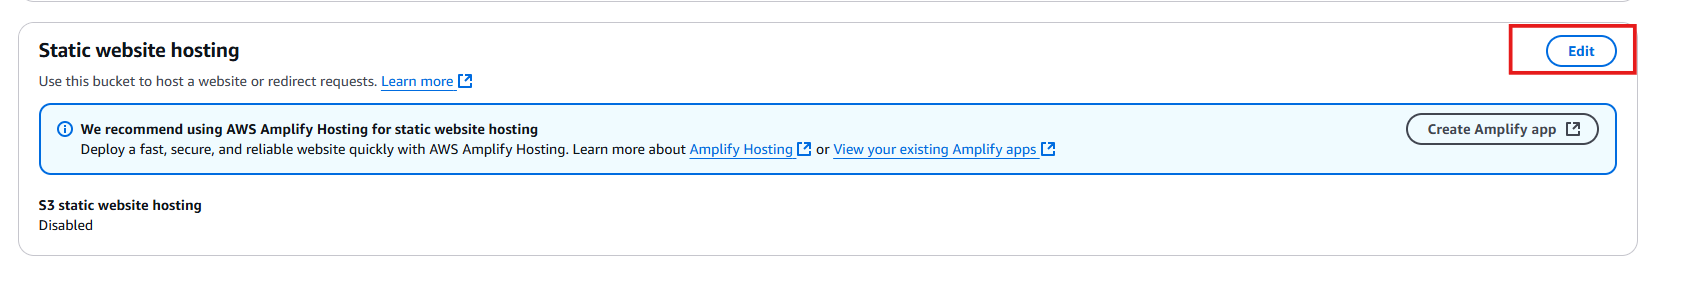 Static website hosting
Edit
Use this bucket to host a website or redirect requests. Learn more
We recommend using AWS Amplify Hosting for static website hosting
Create Amplify app
Deploy a fast, secure, and reliable website quickly with AWS Amplify Hosting. Learn more about Amplify Hosting or View your existing Amplify apps
S3 static website hosting
Disabled